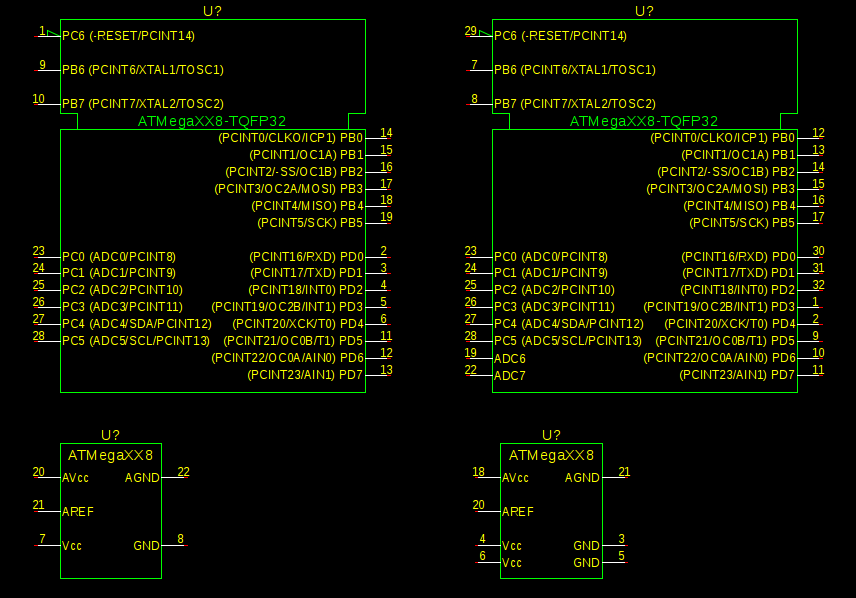 U?
1 PC6 (-RESET/PCINT14)
9 PB6 (PCINT6/XTAL1/TOSC1)
10 PB7 (PCINT7/XTAL2/TOSC2)
ATMegaXX8-TQFP32
(PCINT0/CLKO/ICP1) PB0 14
(PCINT1/OC1A) PB1 15
(PCINT2/-SS/OC1B) PB2 16
(PCINT3/OC2A/MOSI) PB3 17
(PCINT4/MISO) PB4 18
(PCINT5/SCK) PB5 19
23 PC0 (ADC0/PCINT8) (PCINT16/RXD) PD0 2
24 PC1 (ADC1/PCINT9) (PCINT17/TXD) PD1 3
25 PC2 (ADC2/PCINT10) (PCINT18/INT0) PD2 4
26 PC3 (ADC3/PCINT11) (PCINT19/OC2B/INT1) PD3 5
27 PC4 (ADC4/SDA/PCINT12) (PCINT20/XCK/T0) PD4 6
28 PC5 (ADC5/SCL/PCINT13) (PCINT21/OC0B/T1) PD5 11
(PCINT22/OC0A/AIN0) PD6 12
(PCINT23/AIN1) PD7 13
U?
29 PC6 (-RESET/PCINT14)
7 PB6 (PCINT6/XTAL1/TOSC1)
8 PB7 (PCINT7/XTAL2/TOSC2)
ATMegaXX8-TQFP32
(PCINT0/CLKO/ICP1) PB0 12
(PCINT1/OC1A) PB1 13
(PCINT2/-SS/OC1B) PB2 14
(PCINT3/OC2A/MOSI) PB3 15
(PCINT4/MISO) PB4 16
(PCINT5/SCK) PB5 17
23 PC0 (ADC0/PCINT8) (PCINT16/RXD) PD0 30
24 PC1 (ADC1/PCINT9) (PCINT17/TXD) PD1 31
25 PC2 (ADC2/PCINT10) (PCINT18/INT0) PD2 32
26 PC3 (ADC3/PCINT11) (PCINT19/OC2B/INT1) PD3 1
27 PC4 (ADC4/SDA/PCINT12) (PCINT20/XCK/T0) PD4 2
28 PC5 (ADC5/SCL/PCINT13) (PCINT21/OC0B/T1) PD5 9
19 ADC6 (PCINT22/OC0A/AIN0) PD6 10
22 ADC7 (PCINT23/AIN1) PD7 11
U?
ATMegaXX8
20 AVcc AGND 22
21 AREF
7 Vcc GND 8
U?
ATMegaXX8
18 AVcc AGND 21
20 AREF
4 Vcc GND 3
6 Vcc GND 5